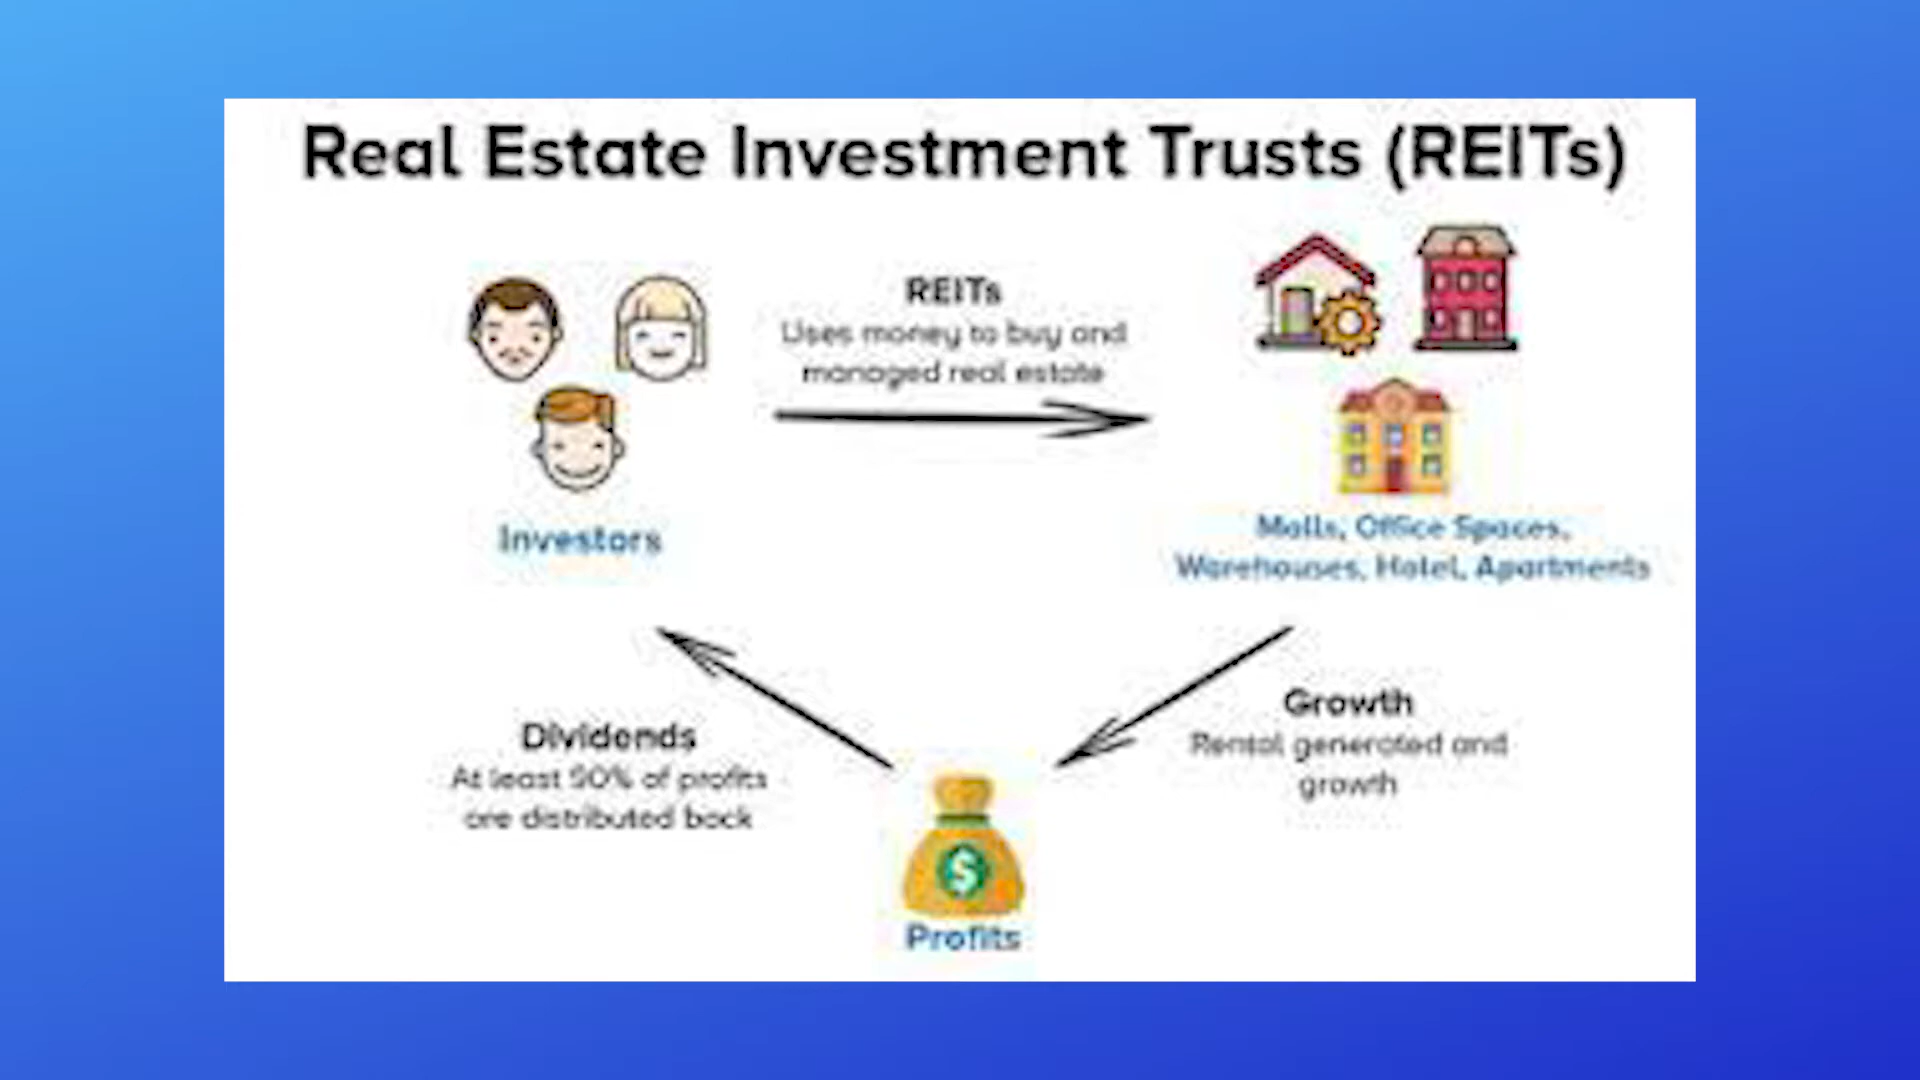 Real Estate Investment Trusts (REITs)
REITs
Uses money to buy and
managed real estate
Investors
Malls, Office Spaces,
Warehouses, Hotel, Apartments
Dividends
At least 90% of profits
are distributed back
Growth
Rental generated and
growth
$
Profits